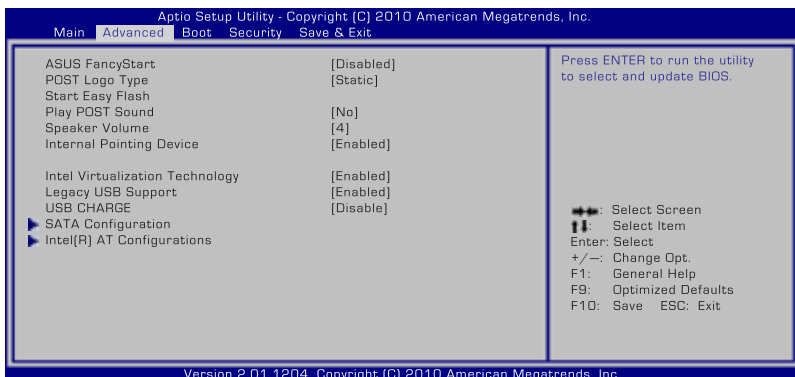 Aptio Setup Utility - Copyright (C) 2010 American Megatrends, Inc.
Main Advanced Boot Security Save & Exit
ASUS FancyStart [Disabled]
POST Logo Type [Static]
Start Easy Flash
Play POST Sound [No]
Speaker Volume [4]
Internal Pointing Device [Enabled]
Intel Virtualization Technology [Enabled]
Legacy USB Support [Enabled]
USB CHARGE [Disable]
SATA Configuration
Intel(R) AT Configurations
Press ENTER to run the utility
to select and update BIOS.
: Select Screen
: Select Item
Enter: Select
+/—: Change Opt.
F1: General Help
F9: Optimized Defaults
F10: Save ESC: Exit
Version 2.01.1204. Copyright (C) 2010 American Megatrends, Inc.